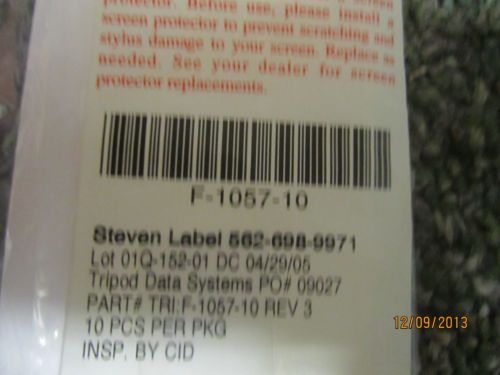 protector. Before use, please install a
screen protector to prevent scratching and
stylus damage to your screen. Replace as
needed. See your dealer for screen
protector replacements.
F-1057-10
Steven Label 562-698-9971
Lot 01Q-152-01 DC 04/29/05
Tripod Data Systems PO# 09027
PART# TRI:F-1057-10 REV 3
10 PCS PER PKG
INSP, BY CID
12/09/2013